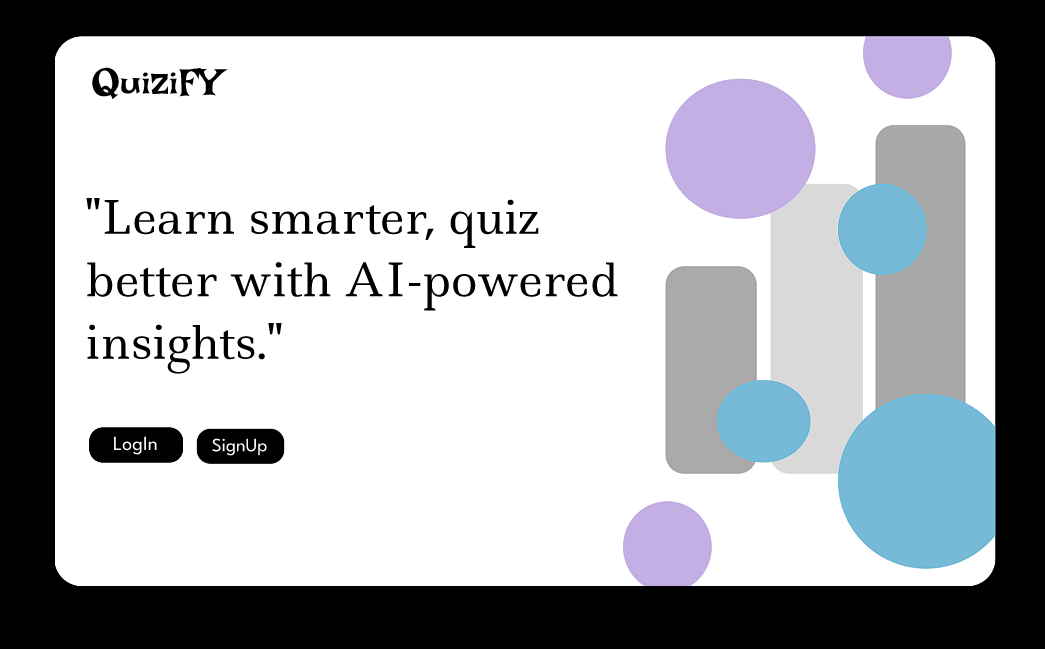 QuiziFY
"Learn smarter, quiz
better with AI-powered
insights."
LogIn
SignUp